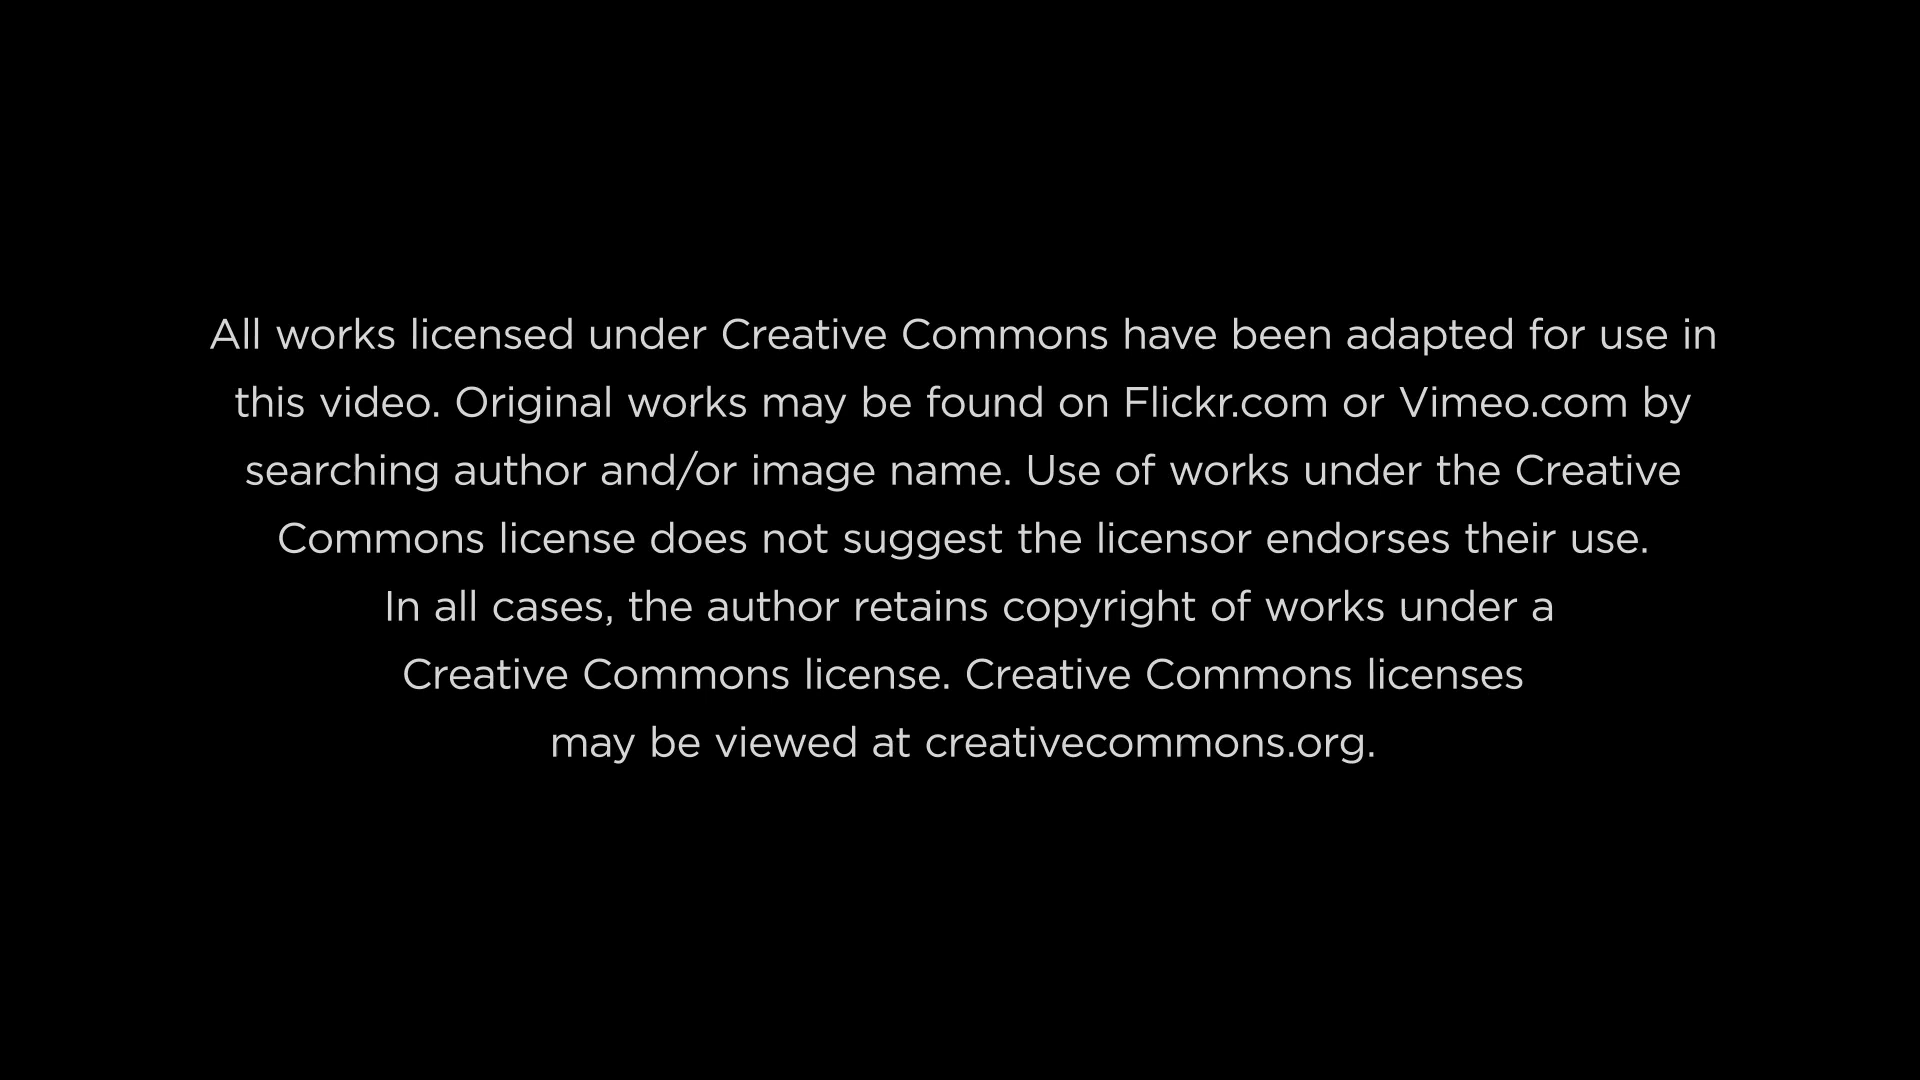 All works licensed under Creative Commons have been adapted for use in
this video. Original works may be found on Flickr.com or Vimeo.com by
searching author and/or image name. Use of works under the Creative
Commons license does not suggest the licensor endorses their use.
In all cases, the author retains copyright of works under a
Creative Commons license. Creative Commons licenses
may be viewed at creativecommons.org.